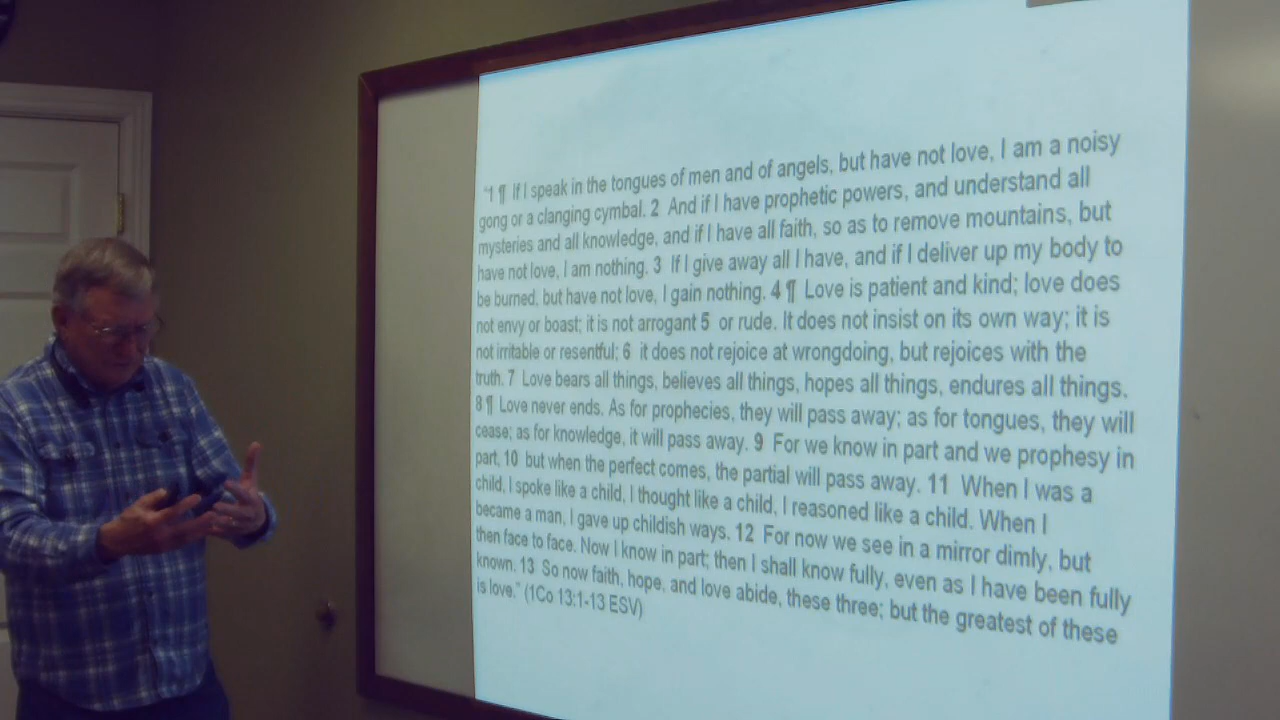 “1 ¶ If I speak in the tongues of men and of angels, but have not love, I am a noisy
gong or a clanging cymbal. 2 And if I have prophetic powers, and understand all
mysteries and all knowledge, and if I have all faith, so as to remove mountains, but
have not love, I am nothing. 3 If I give away all I have, and if I deliver up my body to
be burned, but have not love, I gain nothing. 4 ¶ Love is patient and kind; love does
not envy or boast; it is not arrogant 5 or rude. It does not insist on its own way; it is
not irritable or resentful; 6 it does not rejoice at wrongdoing, but rejoices with the
truth. 7 Love bears all things, believes all things, hopes all things, endures all things.
8 ¶ Love never ends. As for prophecies, they will pass away; as for tongues, they will
cease; as for knowledge, it will pass away. 9 For we know in part and we prophesy in
part, 10 but when the perfect comes, the partial will pass away. 11 When I was a
child, I spoke like a child, I thought like a child, I reasoned like a child. When I
became a man, I gave up childish ways. 12 For now we see in a mirror dimly, but
then face to face. Now I know in part; then I shall know fully, even as I have been fully
known. 13 So now faith, hope, and love abide, these three; but the greatest of these
is love.” (1Co 13:1-13 ESV)